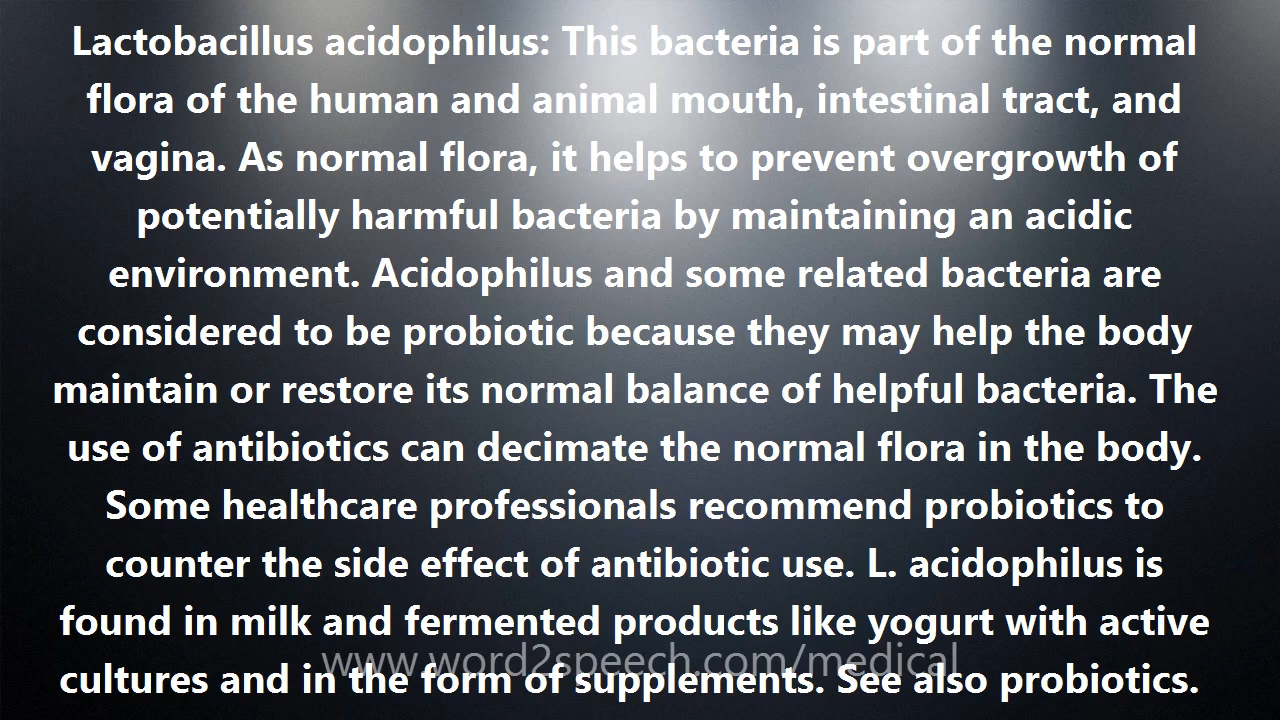 Lactobacillus acidophilus: This bacteria is part of the normal
flora of the human and animal mouth, intestinal tract, and
vagina. As normal flora, it helps to prevent overgrowth of
potentially harmful bacteria by maintaining an acidic
environment. Acidophilus and some related bacteria are
considered to be probiotic because they may help the body
maintain or restore its normal balance of helpful bacteria. The
use of antibiotics can decimate the normal flora in the body.
Some healthcare professionals recommend probiotics to
counter the side effect of antibiotic use. L. acidophilus is
found in milk and fermented products like yogurt with active
www.word2speech.com/medical
cultures and in the form of supplements. See also probiotics.